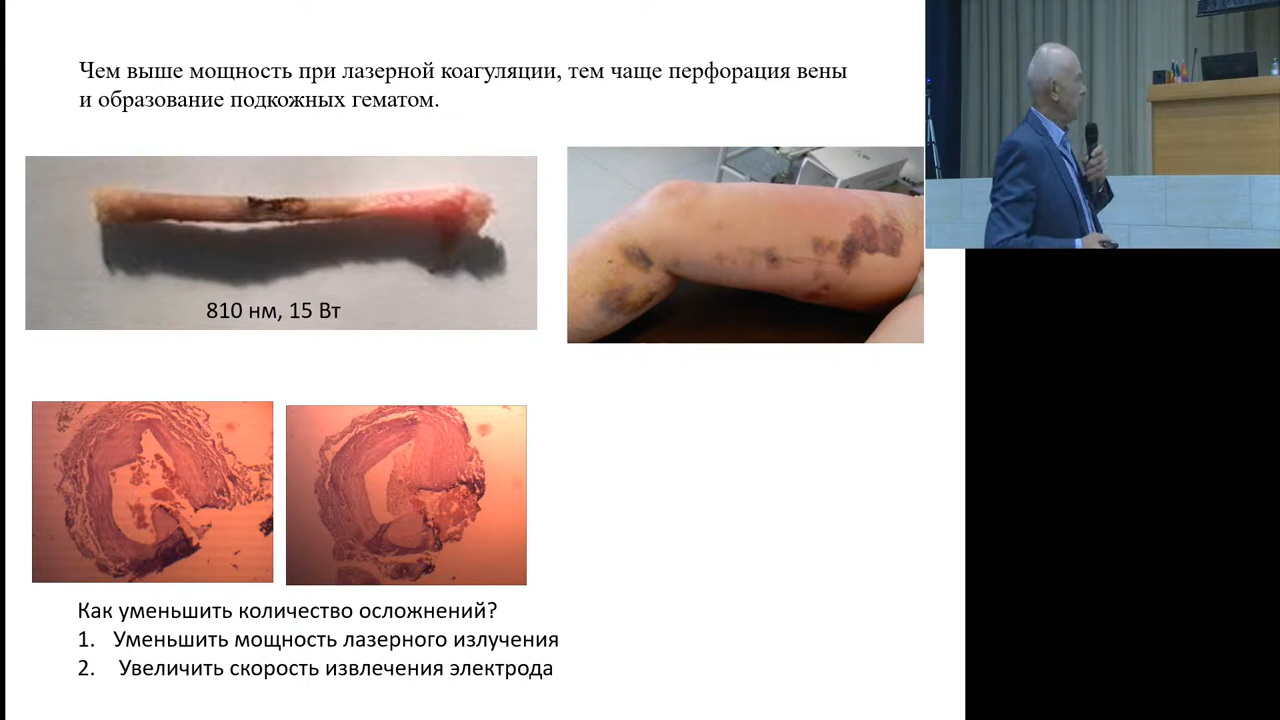 Чем выше мощность при лазерной коагуляции, тем чаще перфорация вены
и образование подкожных гематом.
810 нм, 15 Вт
Как уменьшить количество осложнений?
1. Уменьшить мощность лазерного излучения
2. Увеличить скорость извлечения электрода